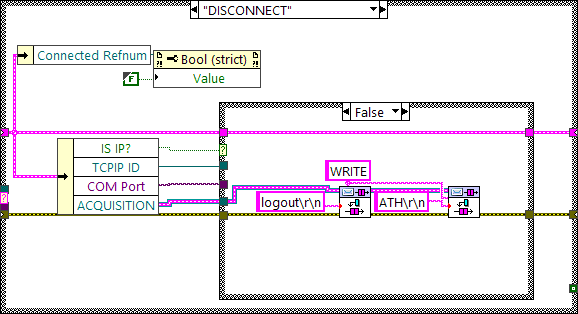 "DISCONNECT"
Connected Refnum
Bool (strict)
Value
F
False
IS IP?
TCPIP ID
COM Port
ACQUISITION
?
?
WRITE
logout\r\n
ATH\r\n